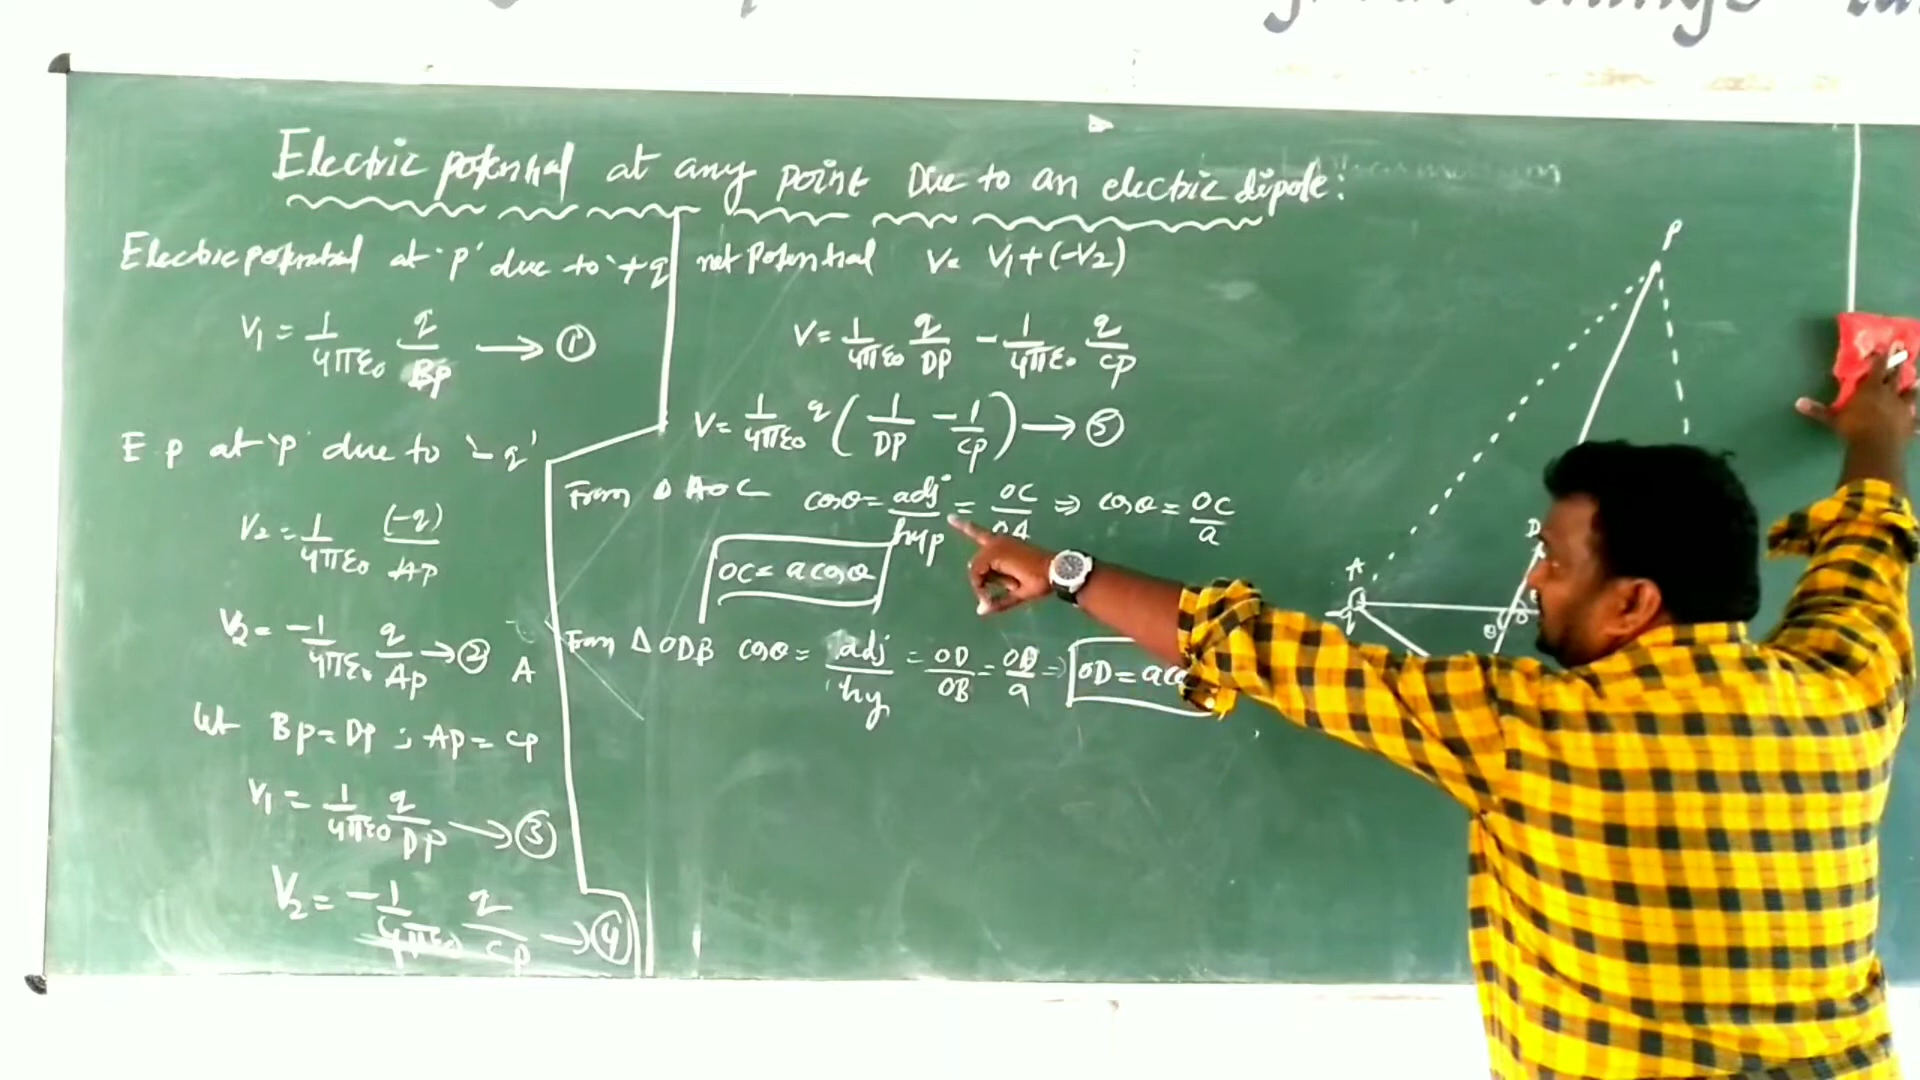 Electric potential at any point Due to an electric dipole:
Electric potential at 'p' due to '+q
V₁ = 1/4πε₀ q/BP → ①
E p at 'p' due to '-q'
V₂ = 1/4πε₀ (-q)/AP
V₂ = -1/4πε₀ q/AP → ② A
let BP = DP ; AP = CP
V₁ = 1/4πε₀ q/DP → ③
V₂ = -1/4πε₀ q/CP → ④
net Potential V = V₁+(-V₂)
V = 1/4πε₀ q/DP - 1/4πε₀ q/CP
V = 1/4πε₀ q ( 1/DP - 1/CP ) → ⑤
From Δ AOC cosθ = adj/hyp = OC/OA ⇒ cosθ = OC/a
OC = a cosθ
From Δ ODB cosθ = adj/hy = OD/OB = OD/a ⇒ OD = aco
P
D
A
-q
θ